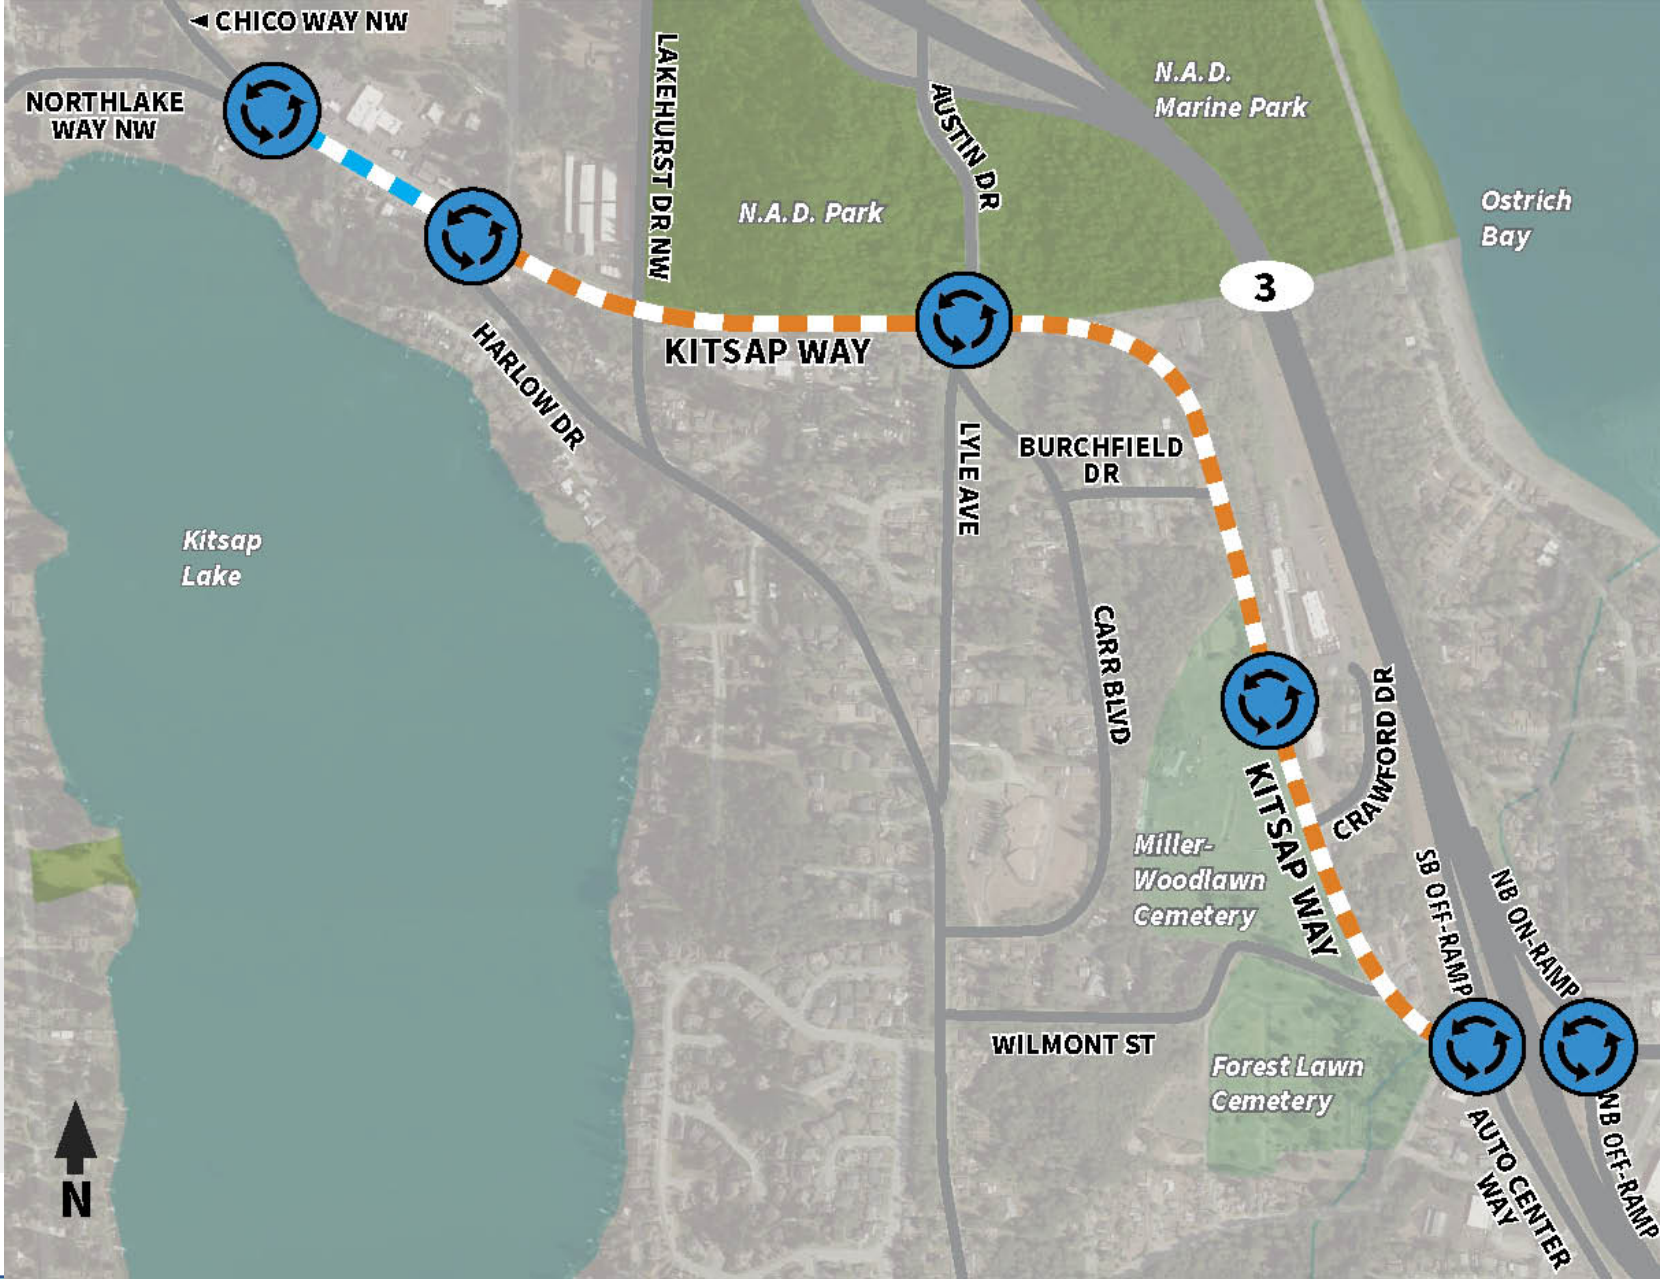 CHICO WAY NW
NORTHLAKE
WAY NW
LAKEHURST DR NW
AUSTIN DR
N.A.D.
Marine Park
N.A.D. Park
Ostrich
Bay
3
KITSAP WAY
HARLOW DR
LYLE AVE
BURCHFIELD
DR
Kitsap
Lake
CARR BLVD
CRAWFORD DR
KITSAP WAY
Miller-
Woodlawn
Cemetery
SB OFF-RAMP
NB ON-RAMP
WILMONT ST
Forest Lawn
Cemetery
AUTO CENTER
WAY
NB OFF-RAMP
N